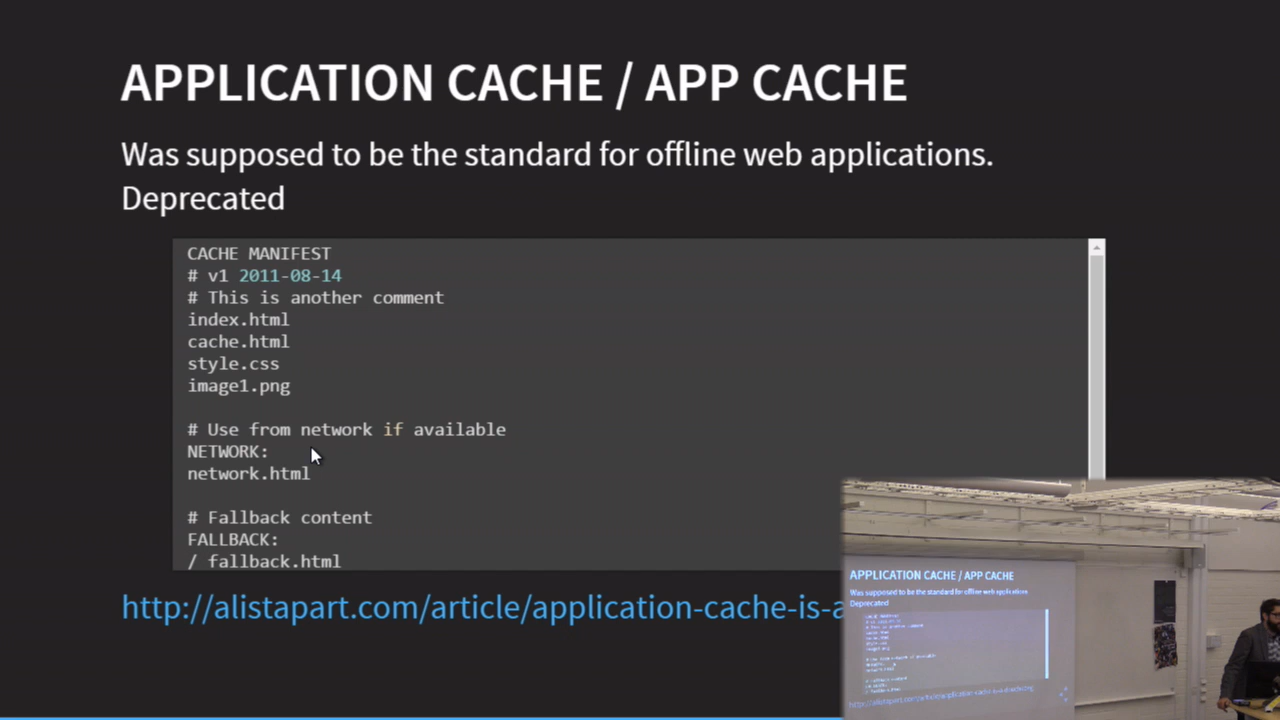 APPLICATION CACHE / APP CACHE
Was supposed to be the standard for offline web applications.
Deprecated
CACHE MANIFEST
# v1 2011-08-14
# This is another comment
index.html
cache.html
style.css
image1.png
# Use from network if available
NETWORK:
network.html
# Fallback content
FALLBACK:
/ fallback.html
http://alistapart.com/article/application-cache-is-a
APPLICATION CACHE / APP CACHE
Was supposed to be the standard for offline web applications.
Deprecated